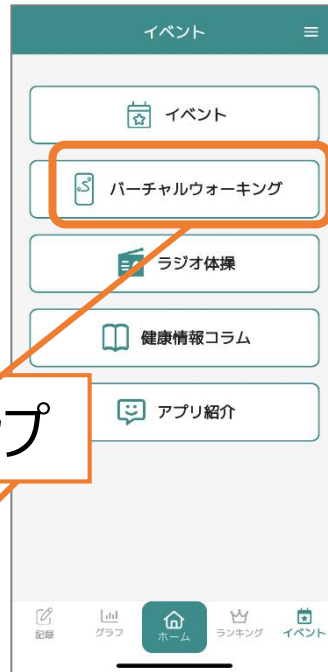 イベント
イベント
バーチャルウォーキング
ラジオ体操
健康情報コラム
プ
アプリ紹介
記録
グラフ
ホーム
ランキング
イベント